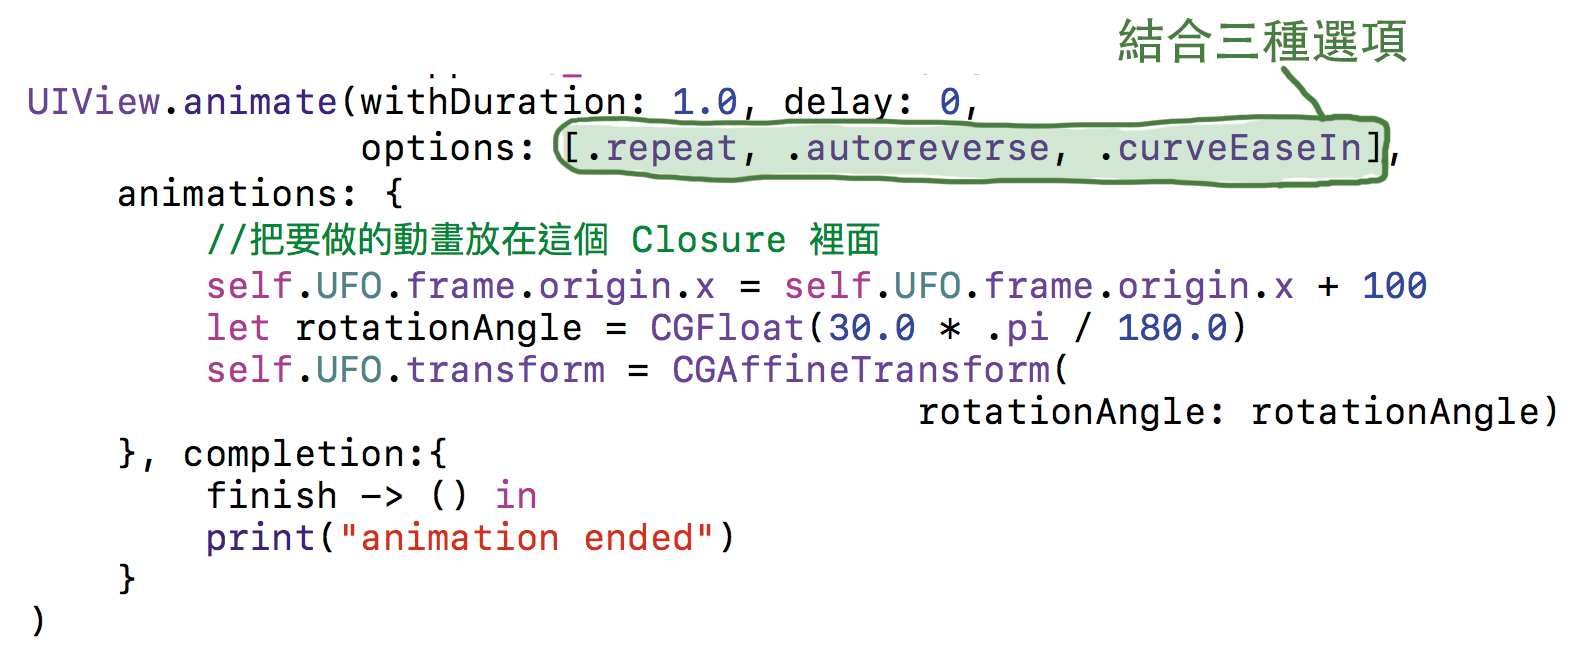 結合三種選項
UIView.animate(withDuration: 1.0, delay: 0,
options: [.repeat, .autoreverse, .curveEaseIn],
animations: {
//把要做的動畫放在這個 Closure 裡面
self.UFO.frame.origin.x = self.UFO.frame.origin.x + 100
let rotationAngle = CGFloat(30.0 * .pi / 180.0)
self.UFO.transform = CGAffineTransform(
rotationAngle: rotationAngle)
}, completion:{
finish -> () in
print("animation ended")
}
)